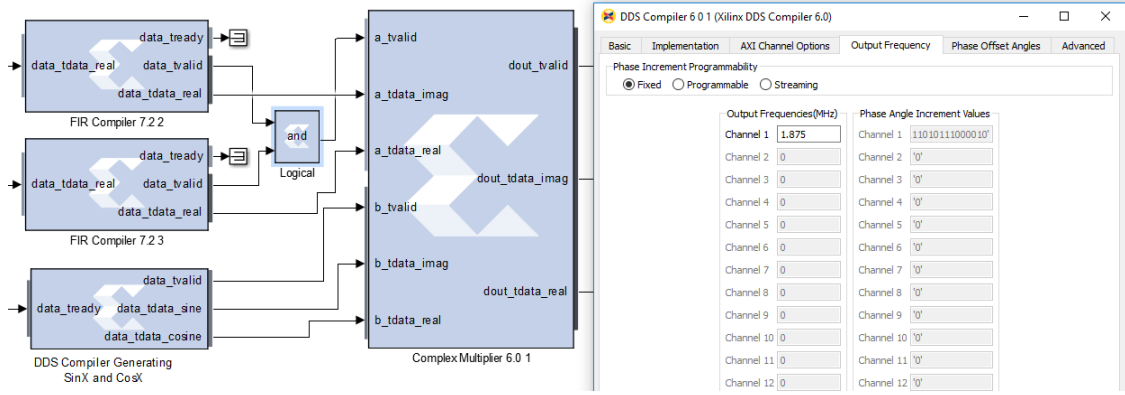 data_tready
data_tdata_real
data_tvalid
data_tdata_real
FIR Compiler 7.2 2
data_tready
data_tdata_real
data_tvalid
data_tdata_real
FIR Compiler 7.2 3
data_tvalid
data_tready
data_tdata_sine
data_tdata_cosine
DDS Compiler Generating
SinX and CosX
and
Logical
a_tvalid
dout_tvalid
a_tdata_imag
a_tdata_real
dout_tdata_imag
b_tvalid
b_tdata_imag
dout_tdata_real
b_tdata_real
Complex Multiplier 6.0 1
DDS Compiler 6 0 1 (Xilinx DDS Compiler 6.0)
Basic Implementation AXI Channel Options Output Frequency Phase Offset Angles Advanced
Phase Increment Programmability
Fixed Programmable Streaming
Output Frequencies(MHz) Phase Angle Increment Values
Channel 1 1.875 Channel 1 11010111000010'
Channel 2 0 Channel 2 '0'
Channel 3 0 Channel 3 '0'
Channel 4 0 Channel 4 '0'
Channel 5 0 Channel 5 '0'
Channel 6 0 Channel 6 '0'
Channel 7 0 Channel 7 '0'
Channel 8 0 Channel 8 '0'
Channel 9 0 Channel 9 '0'
Channel 10 0 Channel 10 '0'
Channel 11 0 Channel 11 '0'
Channel 12 0 Channel 12 '0'